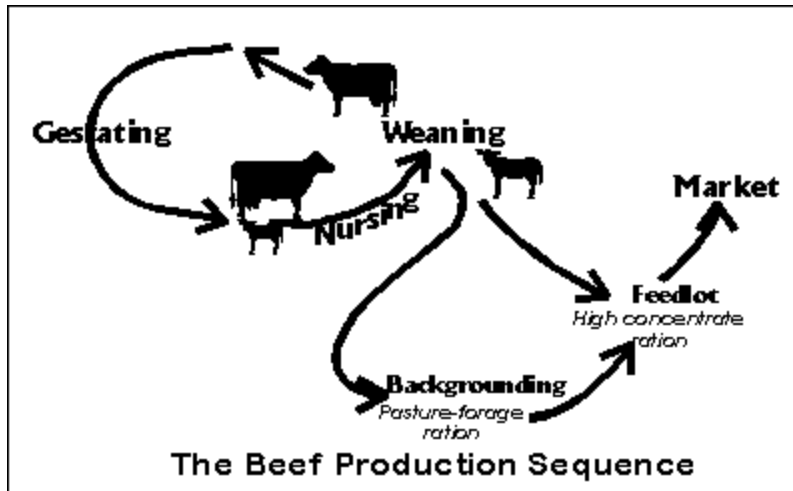 Gestating
Weaning
Nursing
Market
Feedlot
High concentrate
ration
Backgrounding
Pasture-forage
ration
The Beef Production Sequence